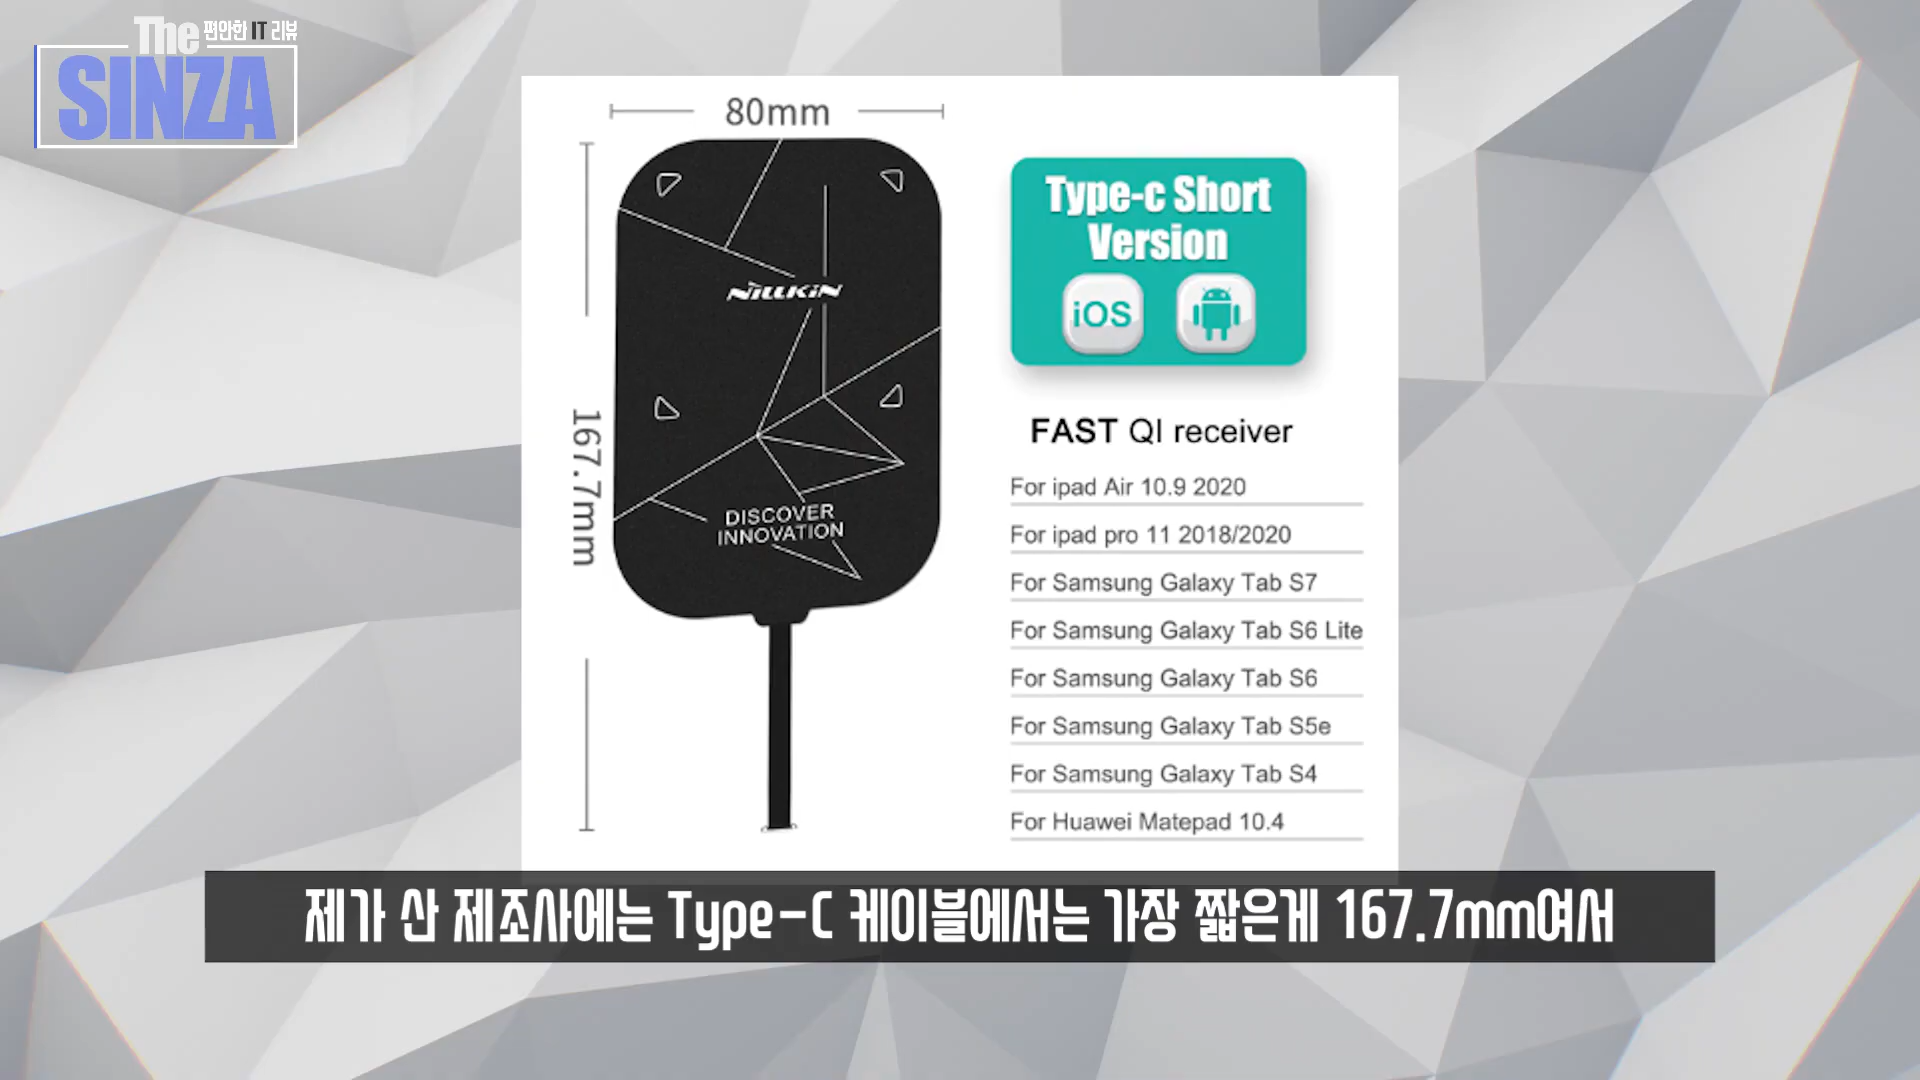 The 편안한 IT 리뷰
SINZA
80mm
167.7mm
NILLKIN
DISCOVER
INNOVATION
Type-c Short
Version
iOS
FAST QI receiver
For ipad Air 10.9 2020
For ipad pro 11 2018/2020
For Samsung Galaxy Tab S7
For Samsung Galaxy Tab S6 Lite
For Samsung Galaxy Tab S6
For Samsung Galaxy Tab S5e
For Samsung Galaxy Tab S4
For Huawei Matepad 10.4
제가 산 제조사에는 Type-C 케이블에서는 가장 짧은게 167.7mm여서